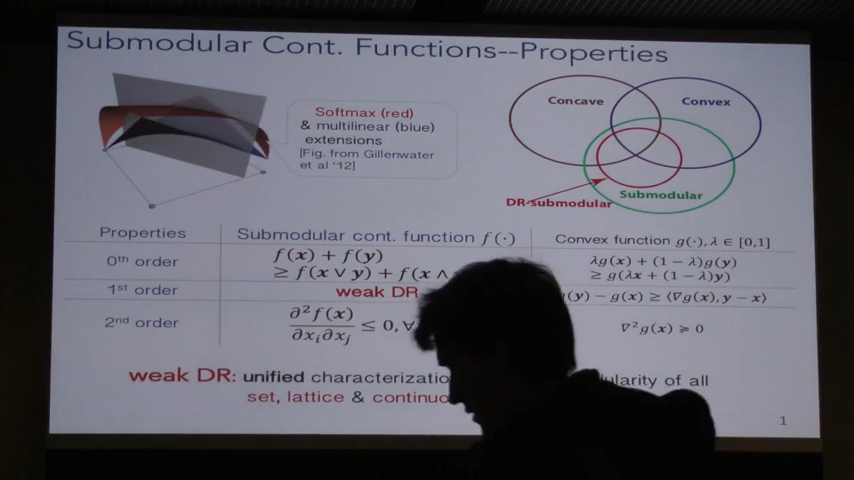 Submodular Cont. Functions--Properties
Softmax (red)
& multilinear (blue)
extensions
[Fig. from Gillenwater
et al '12]
Concave
Convex
DR-submodular
Submodular
Properties
Submodular cont. function f(·)
Convex function g(·), λ ∈ [0,1]
0th order
f(x) + f(y)
≥ f(x ∨ y) + f(x ∧
λg(x) + (1 − λ)g(y)
≥ g(λx + (1 − λ)y)
1st order
weak DR
(y) − g(x) ≥ ⟨∇g(x), y − x⟩
2nd order
∂²f(x)
∂xᵢ∂xⱼ
≤ 0, ∀
∇²g(x) ≽ 0
weak DR: unified of all
set, lattice &
1